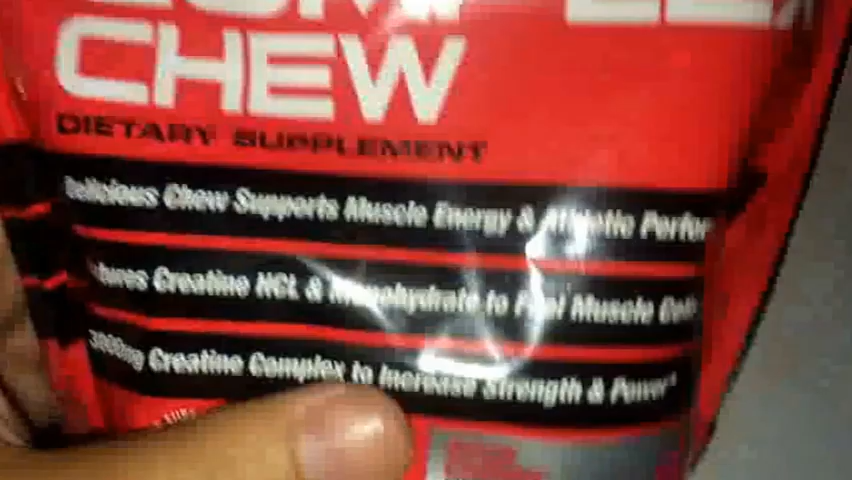 CHEW
DIETARY SUPPLEMENT
Delicious Chew Supports Muscle Energy & Athletic Perfor
tures Creatine HCL & Monohydrate to Fuel Muscle Cell
3000mg Creatine Complex to Increase Strength & Power*